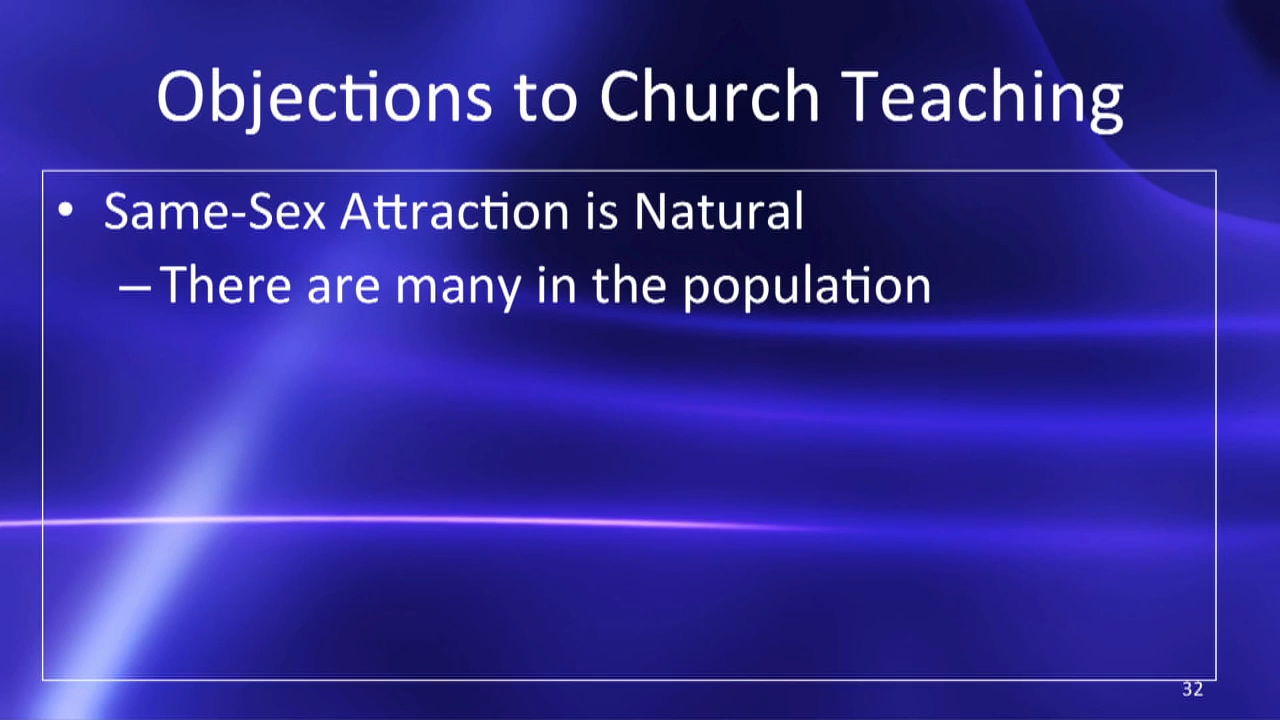 Objections to Church Teaching
• Same-Sex Attraction is Natural
–There are many in the population
32